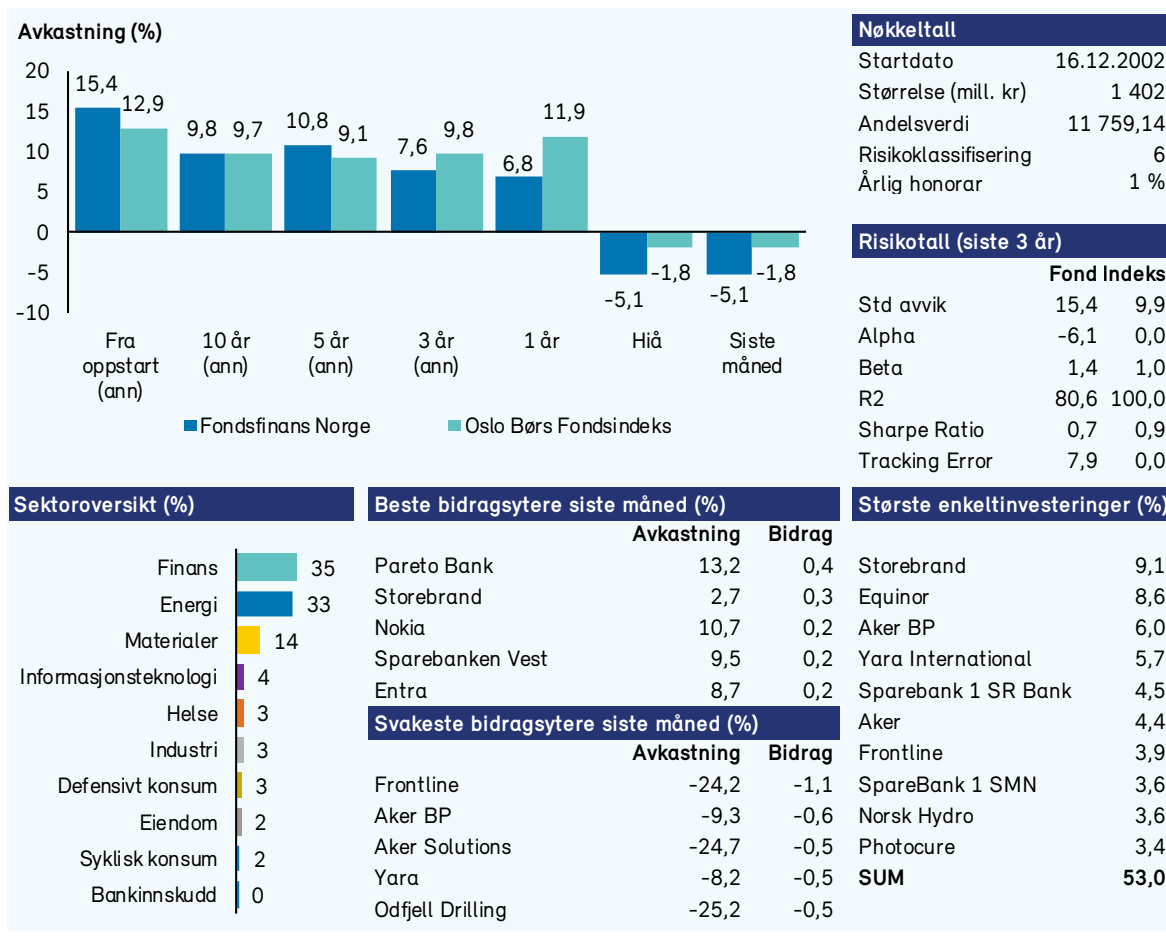 Avkastning (%)
20
15
10
5
0
-5
-10
15,4
12,9
9,8
9,7
10,8
9,1
7,6
9,8
6,8
11,9
-5,1
-1,8
-5,1
-1,8
Fra oppstart (ann)
10 år (ann)
5 år (ann)
3 år (ann)
1 år
Hiå
Siste måned
Fondsfinans Norge
Oslo Børs Fondsindeks
Nøkkeltall
Startdato 16.12.2002
Størrelse (mill. kr) 1 402
Andelsverdi 11 759,14
Risikoklassifisering 6
Årlig honorar 1 %
Risikotall (siste 3 år)
Fond Indeks
Std avvik 15,4 9,9
Alpha -6,1 0,0
Beta 1,4 1,0
R2 80,6 100,0
Sharpe Ratio 0,7 0,9
Tracking Error 7,9 0,0
Sektoroversikt (%)
Finans 35
Energi 33
Materialer 14
Informasjonsteknologi 4
Helse 3
Industri 3
Defensivt konsum 3
Eiendom 2
Syklisk konsum 2
Bankinnskudd 0
Beste bidragsytere siste måned (%)
Avkastning Bidrag
Pareto Bank 13,2 0,4
Storebrand 2,7 0,3
Nokia 10,7 0,2
Sparebanken Vest 9,5 0,2
Entra 8,7 0,2
Svakeste bidragsytere siste måned (%)
Avkastning Bidrag
Frontline -24,2 -1,1
Aker BP -9,3 -0,6
Aker Solutions -24,7 -0,5
Yara -8,2 -0,5
Odfjell Drilling -25,2 -0,5
Største enkeltinvesteringer (%)
Storebrand 9,1
Equinor 8,6
Aker BP 6,0
Yara International 5,7
Sparebank 1 SR Bank 4,5
Aker 4,4
Frontline 3,9
SpareBank 1 SMN 3,6
Norsk Hydro 3,6
Photocure 3,4
SUM 53,0